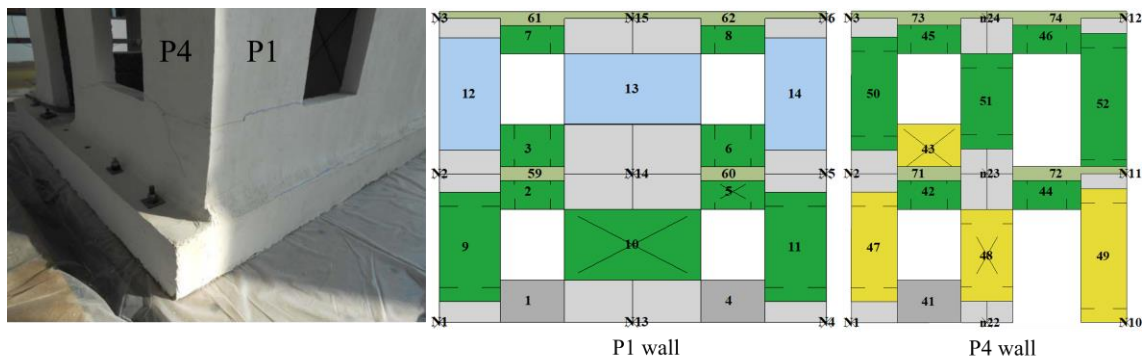 P4 P1
N3 61 N15 62 N6
7 8
12 13 14
3 6
N2 59 N14 60 N5
2 5
9 10 11
1 4
N1 N13 N4
P1 wall
N3 73 n24 74 N12
45 46
50 51 52
43
N2 71 n23 72 N11
42 44
47 48 49
41
N1 n22 N10
P4 wall